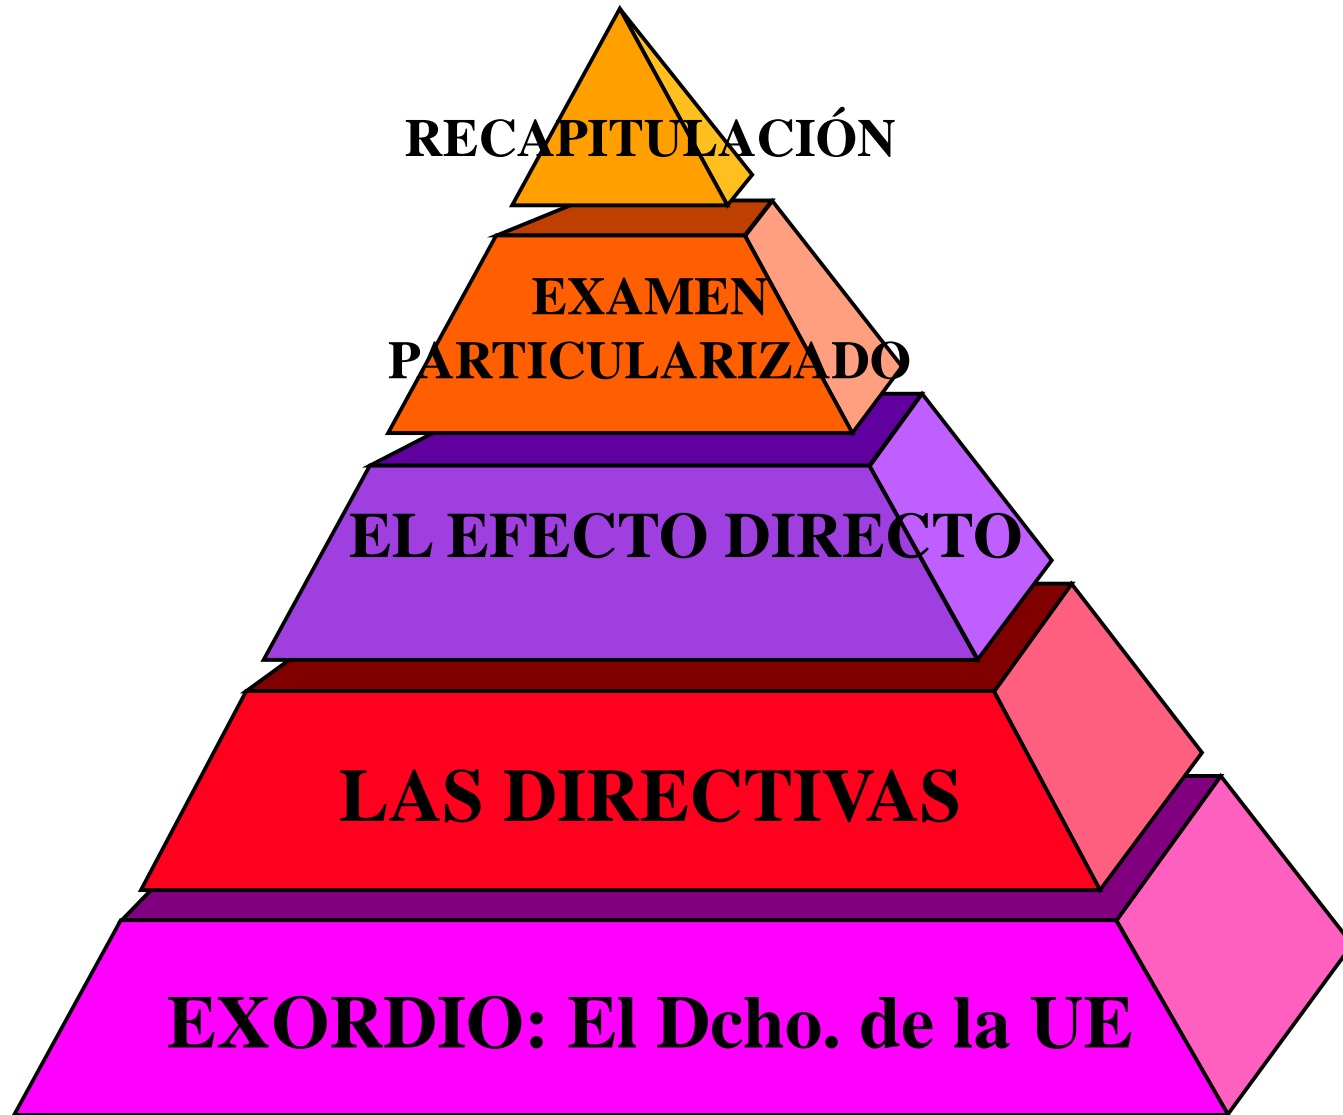 RECAPITULACIÓN
EXAMEN
PARTICULARIZADO
EL EFECTO DIRECTO
LAS DIRECTIVAS
EXORDIO: El Dcho. de la UE